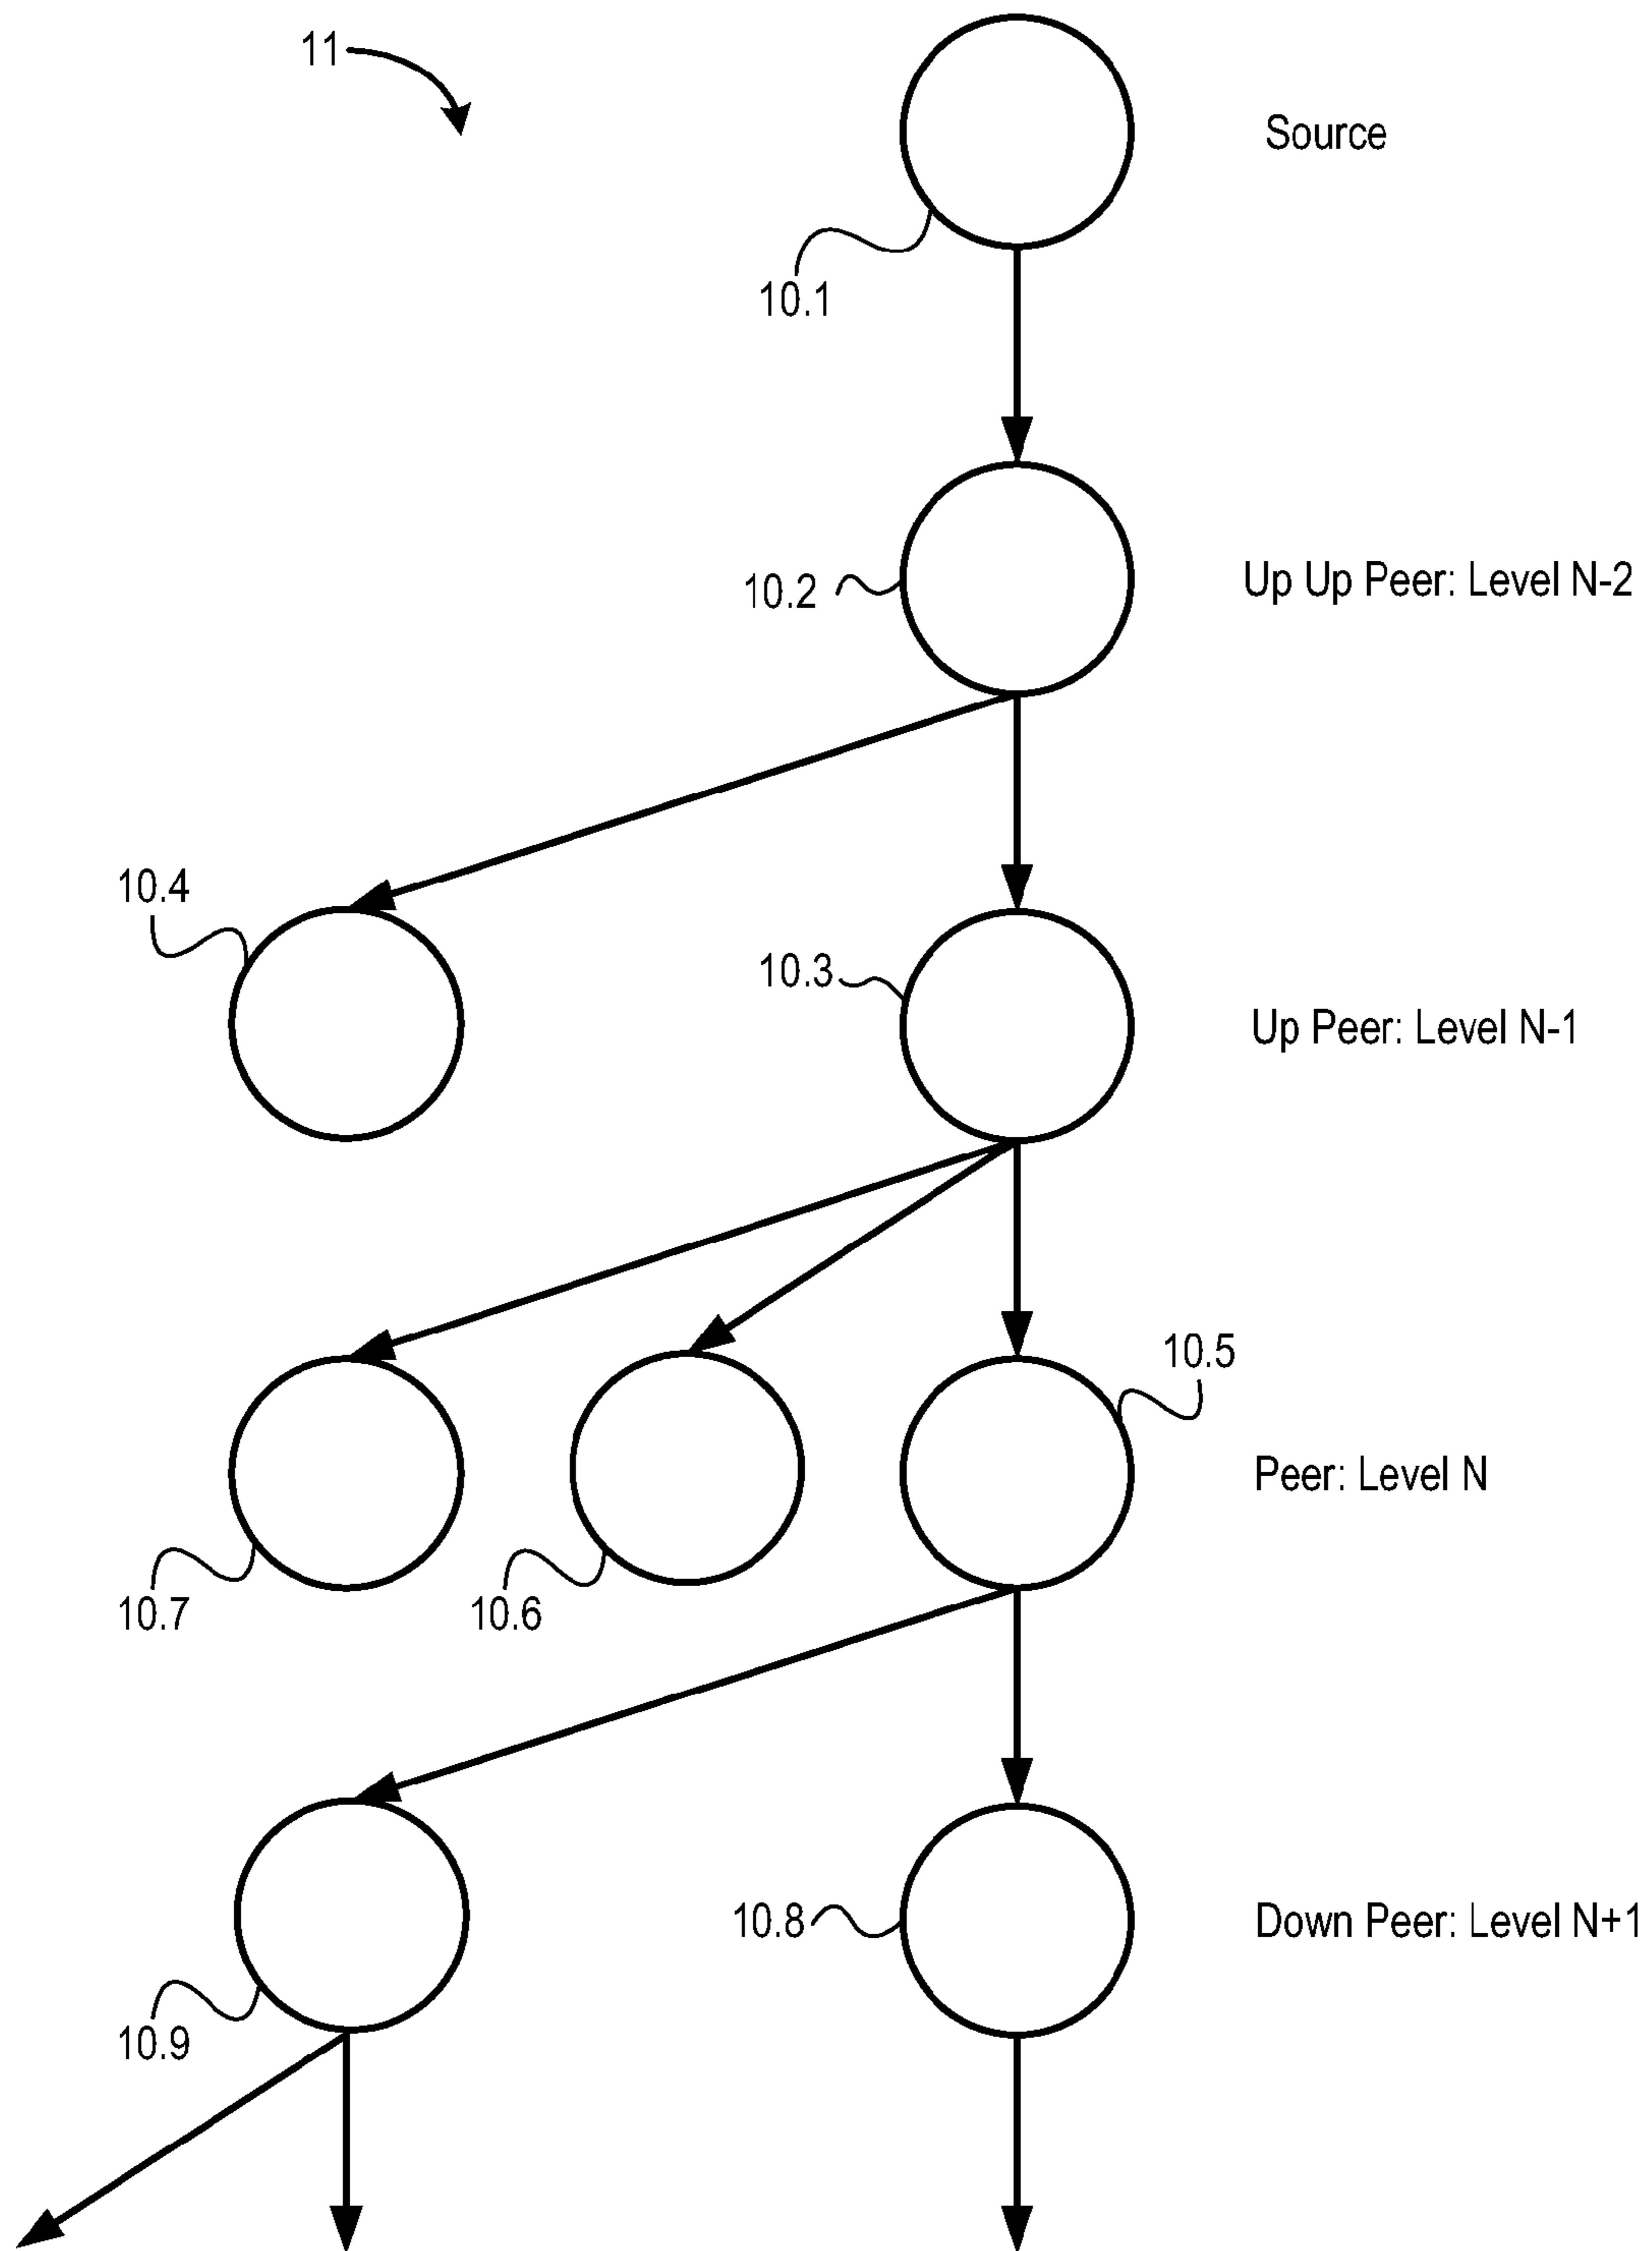 11
Source
10.1
10.2
Up Up Peer: Level N-2
10.4
10.3
Up Peer: Level N-1
10.5
Peer: Level N
10.7
10.6
10.8
Down Peer: Level N+1
10.9